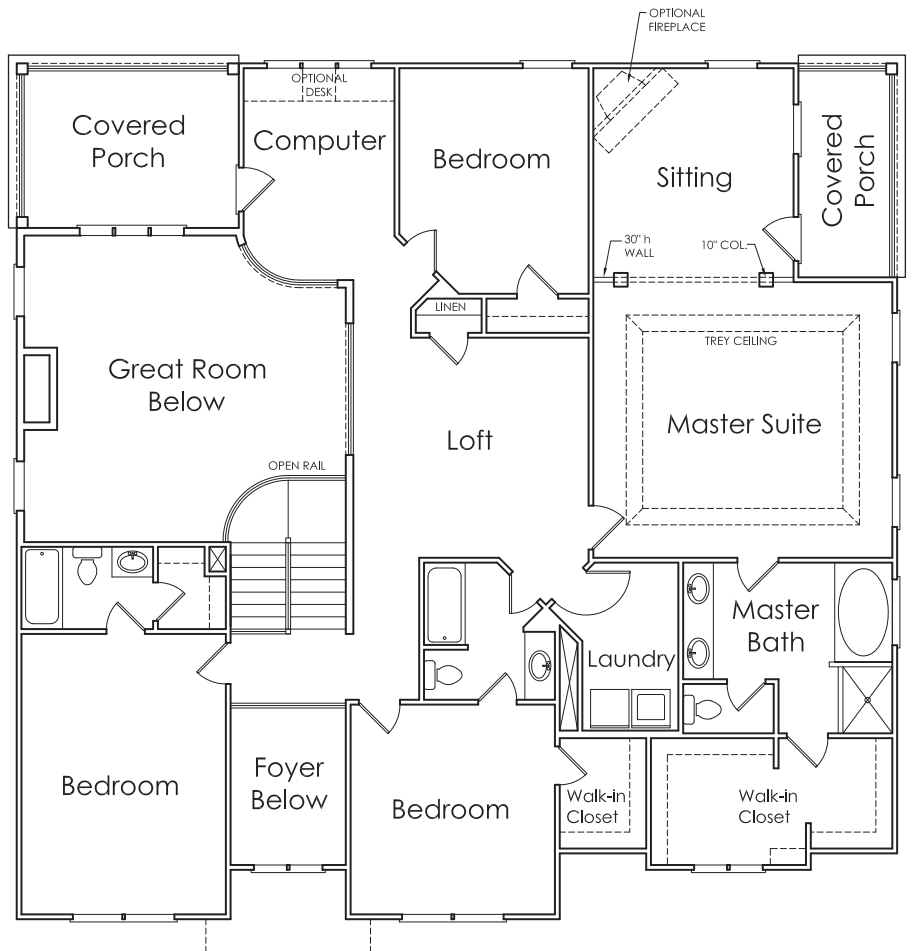 OPTIONAL
FIREPLACE
OPTIONAL
DESK
Covered
Porch
Computer
Bedroom
Sitting
Covered
Porch
30" h
WALL
10" COL.
LINEN
TREY CEILING
Great Room
Below
Loft
Master Suite
OPEN RAIL
Master
Bath
Laundry
Bedroom
Foyer
Below
Bedroom
Walk-in
Closet
Walk-in
Closet